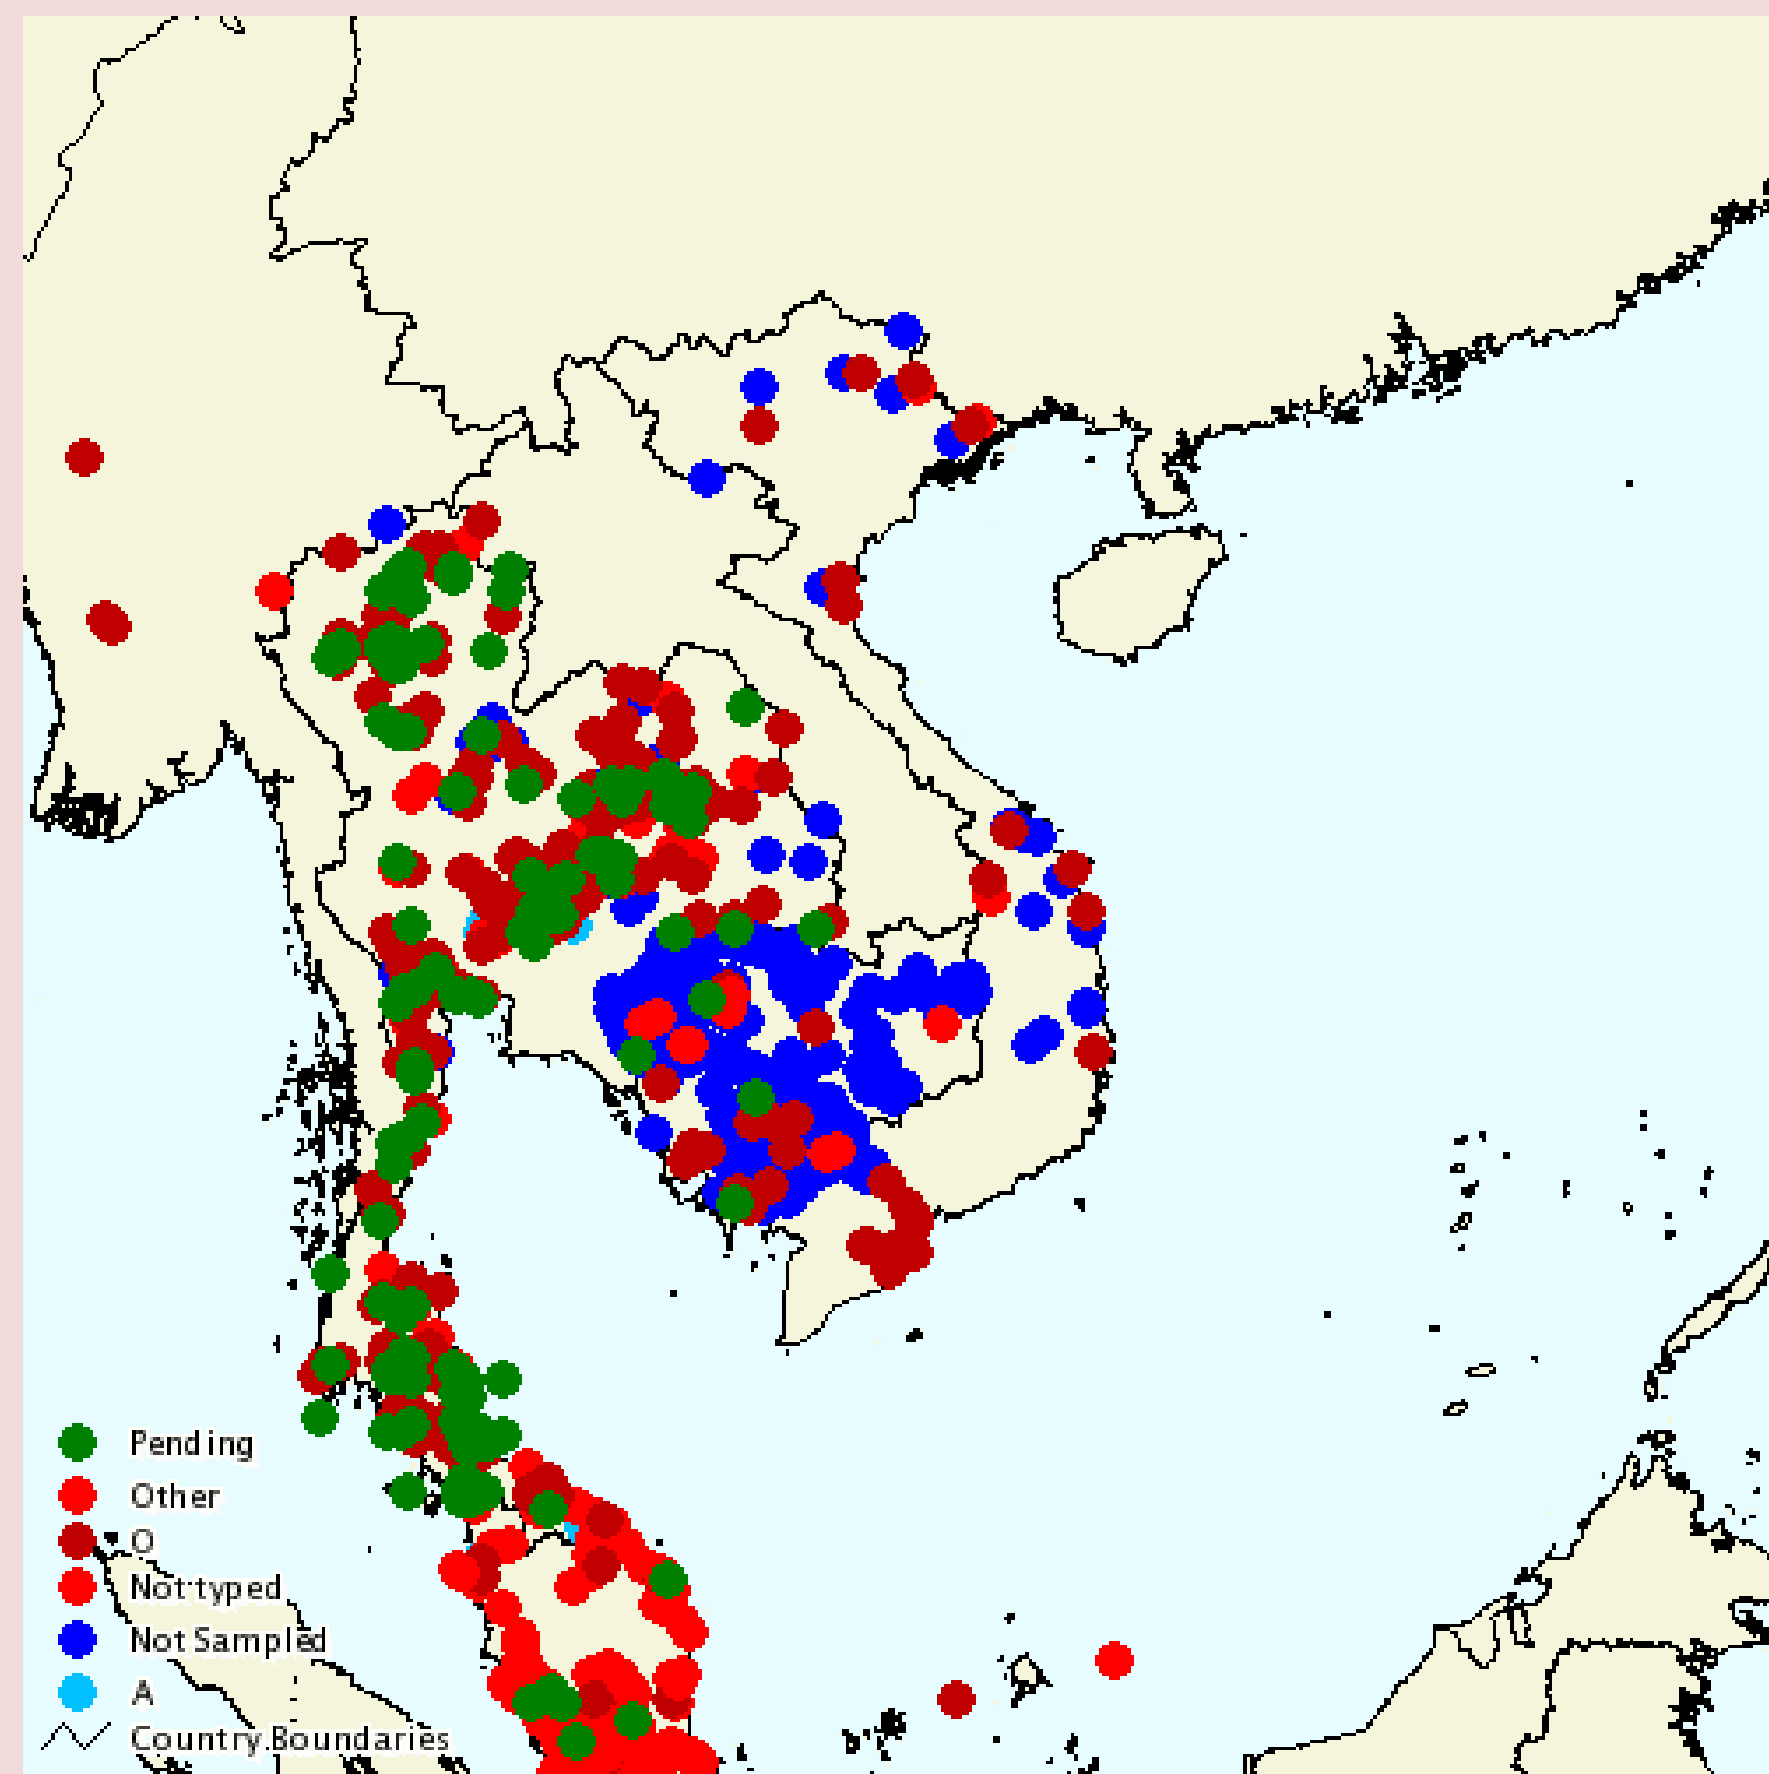 Pending
Other
O
Not typed
Not Sampled
A
Country Boundaries